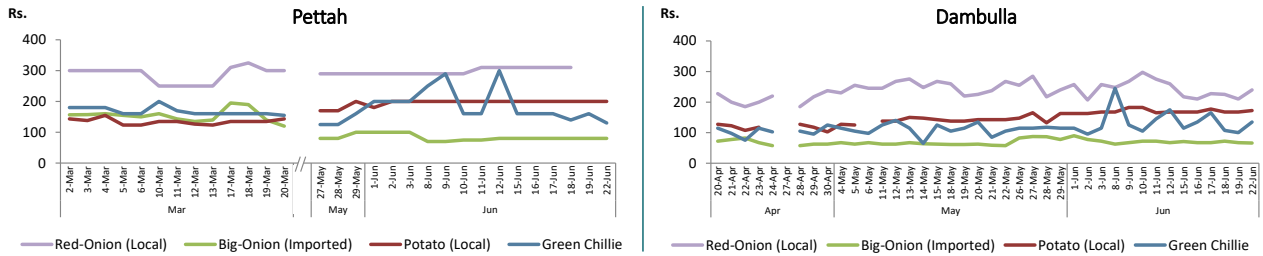 Rs.
Pettah
400
300
200
100
0
2-Mar
3-Mar
4-Mar
5-Mar
6-Mar
10-Mar
11-Mar
12-Mar
13-Mar
17-Mar
18-Mar
19-Mar
20-Mar
27-May
28-May
29-May
1-Jun
2-Jun
3-Jun
8-Jun
9-Jun
10-Jun
11-Jun
12-Jun
15-Jun
16-Jun
17-Jun
18-Jun
19-Jun
22-Jun
Mar
May
Jun
Red-Onion (Local)
Big-Onion (Imported)
Potato (Local)
Green Chillie
Rs.
Dambulla
400
300
200
100
0
20-Apr
21-Apr
22-Apr
23-Apr
24-Apr
27-Apr
28-Apr
29-Apr
30-Apr
4-May
5-May
6-May
11-May
12-May
13-May
14-May
15-May
18-May
19-May
20-May
21-May
22-May
26-May
27-May
28-May
29-May
1-Jun
2-Jun
3-Jun
8-Jun
9-Jun
10-Jun
11-Jun
12-Jun
15-Jun
16-Jun
17-Jun
18-Jun
19-Jun
22-Jun
Apr
May
Jun
Red-Onion (Local)
Big-Onion (Imported)
Potato (Local)
Green Chillie